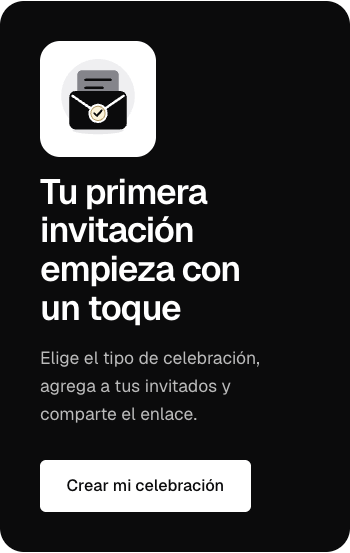 Tu primera
invitación
empieza con
un toque
Elige el tipo de celebración,
agrega a tus invitados y
comparte el enlace.
Crear mi celebración